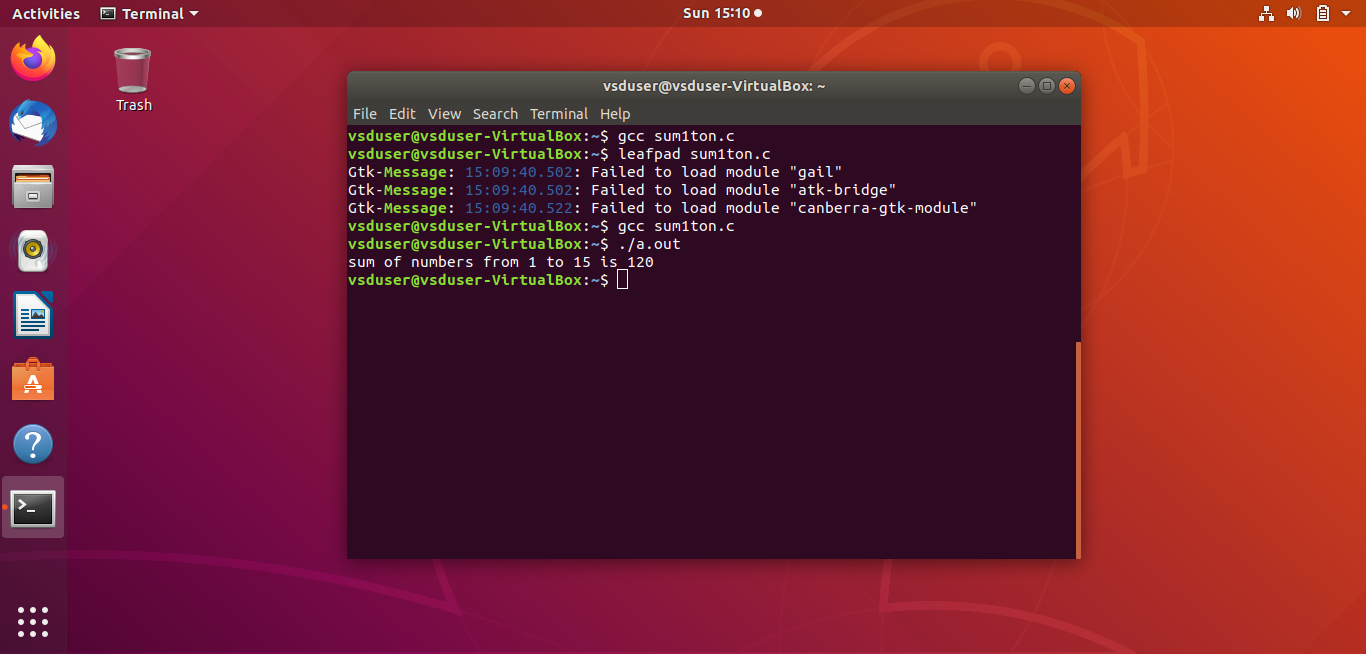 Activities Terminal Sun 15:10
Trash
vsduser@vsduser-VirtualBox: ~
File Edit View Search Terminal Help
vsduser@vsduser-VirtualBox:~$ gcc sum1ton.c
vsduser@vsduser-VirtualBox:~$ leafpad sum1ton.c
Gtk-Message: 15:09:40.502: Failed to load module "gail"
Gtk-Message: 15:09:40.502: Failed to load module "atk-bridge"
Gtk-Message: 15:09:40.522: Failed to load module "canberra-gtk-module"
vsduser@vsduser-VirtualBox:~$ gcc sum1ton.c
vsduser@vsduser-VirtualBox:~$ ./a.out
sum of numbers from 1 to 15 is 120
vsduser@vsduser-VirtualBox:~$